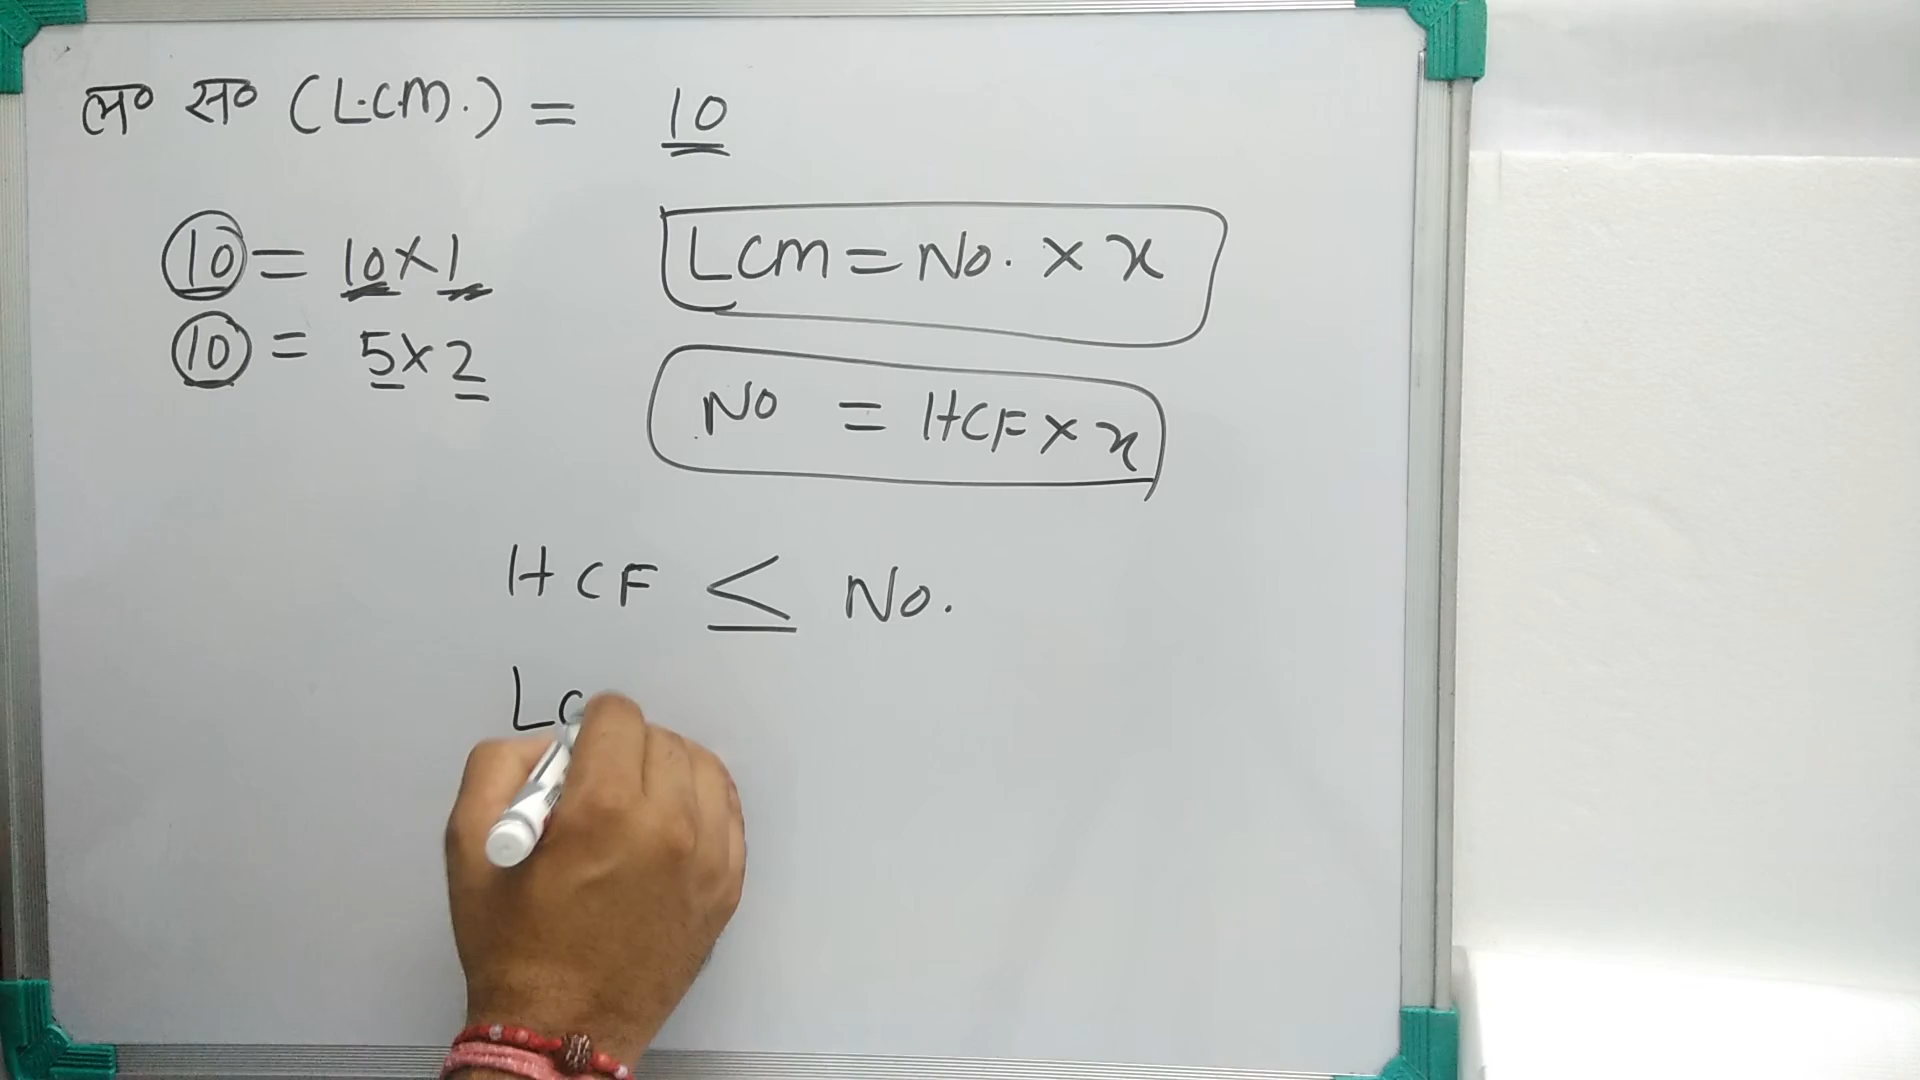 ल० स० (L.C.M.) = 10
10 = 10 × 1
10 = 5 × 2
LCM = No. × x
No = HCF × x
HCF ≤ No.
LC